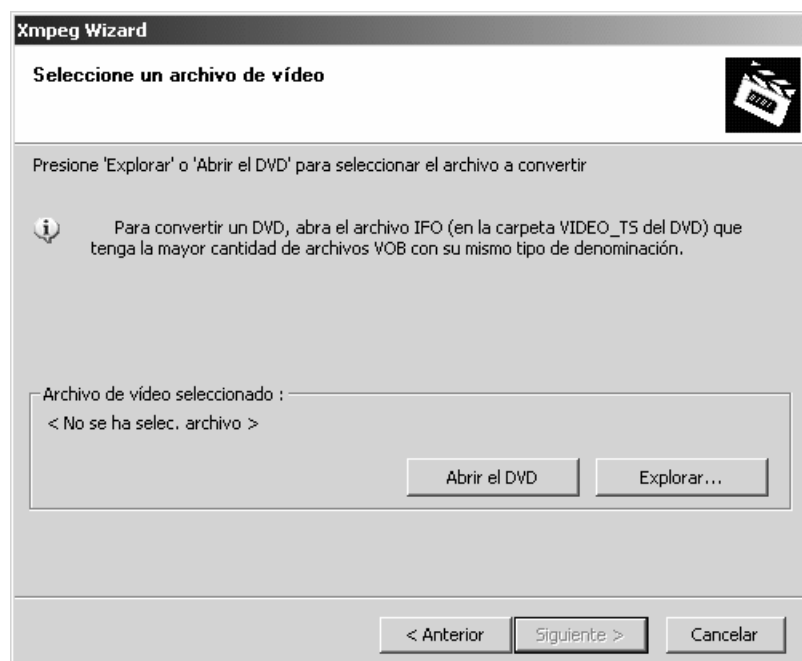 Xmpeg Wizard
Seleccione un archivo de vídeo
Presione 'Explorar' o 'Abrir el DVD' para seleccionar el archivo a convertir
Para convertir un DVD, abra el archivo IFO (en la carpeta VIDEO_TS del DVD) que
tenga la mayor cantidad de archivos VOB con su mismo tipo de denominación.
Archivo de vídeo seleccionado :
< No se ha selec. archivo >
Abrir el DVD Explorar...
< Anterior Siguiente > Cancelar